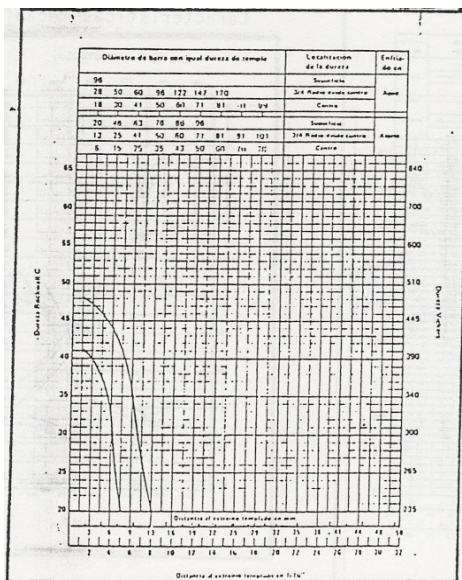 Diámetro de barra con igual dureza de temple Localización de la dureza Enfriado en
96 Superficie
28 50 60 96 122 147 170 3/4 Radio desde centro Agua
18 30 41 50 60 71 81 Centro
20 46 63 76 86 96 Superficie
13 25 41 50 60 71 81 91 101 3/4 Radio desde centro
6 15 25 35 43 50 60 Centro
65 840
60 700
55 600
50 510
45 445
40 390
35 340
30 300
25 265
20 235
Dureza Rockwell C
Dureza Vickers
Distancia al extremo templado en mm
2 4 6 8 10 12 14 16 18 20 22 24 26 28 30 32
Distancia al extremo templado en 1/16"